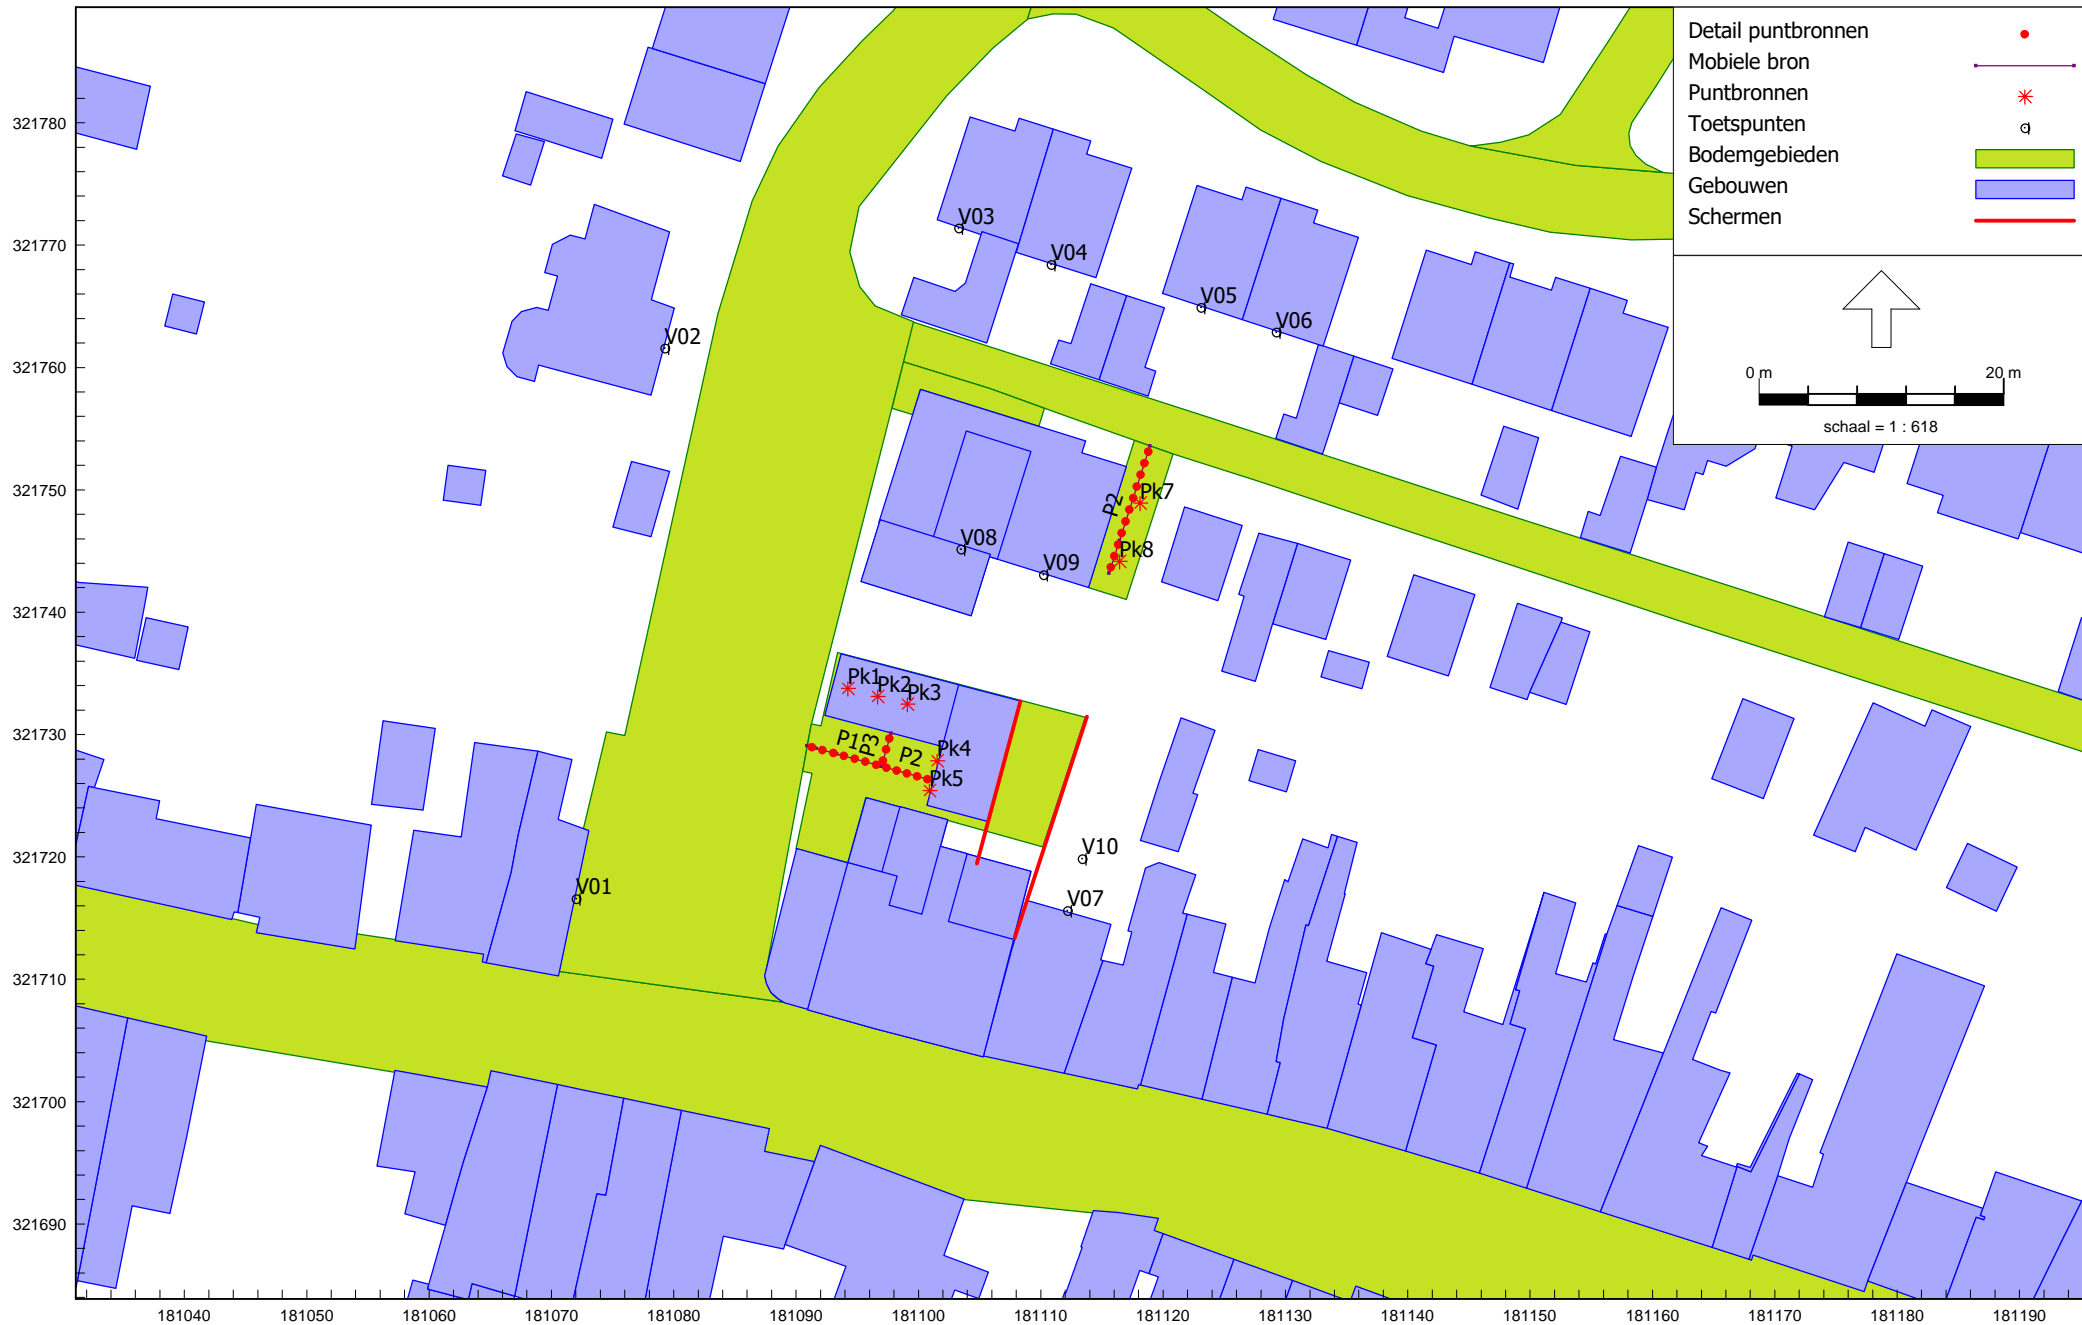 Detail puntbronnen
Mobiele bron
Puntbronnen
Toetspunten
Bodemgebieden
Gebouwen
Schermen
0 m 20 m
schaal = 1 : 618
321780
321770
321760
321750
321740
321730
321720
321710
321700
321690
V03
V04
V05
V06
V02
Pk7
P2
V08
Pk8
V09
Pk1
Pk2
Pk3
P1
P3
P2
Pk4
Pk5
V10
V01
V07
181040 181050 181060 181070 181080 181090 181100 181110 181120 181130 181140 181150 181160 181170 181180 181190